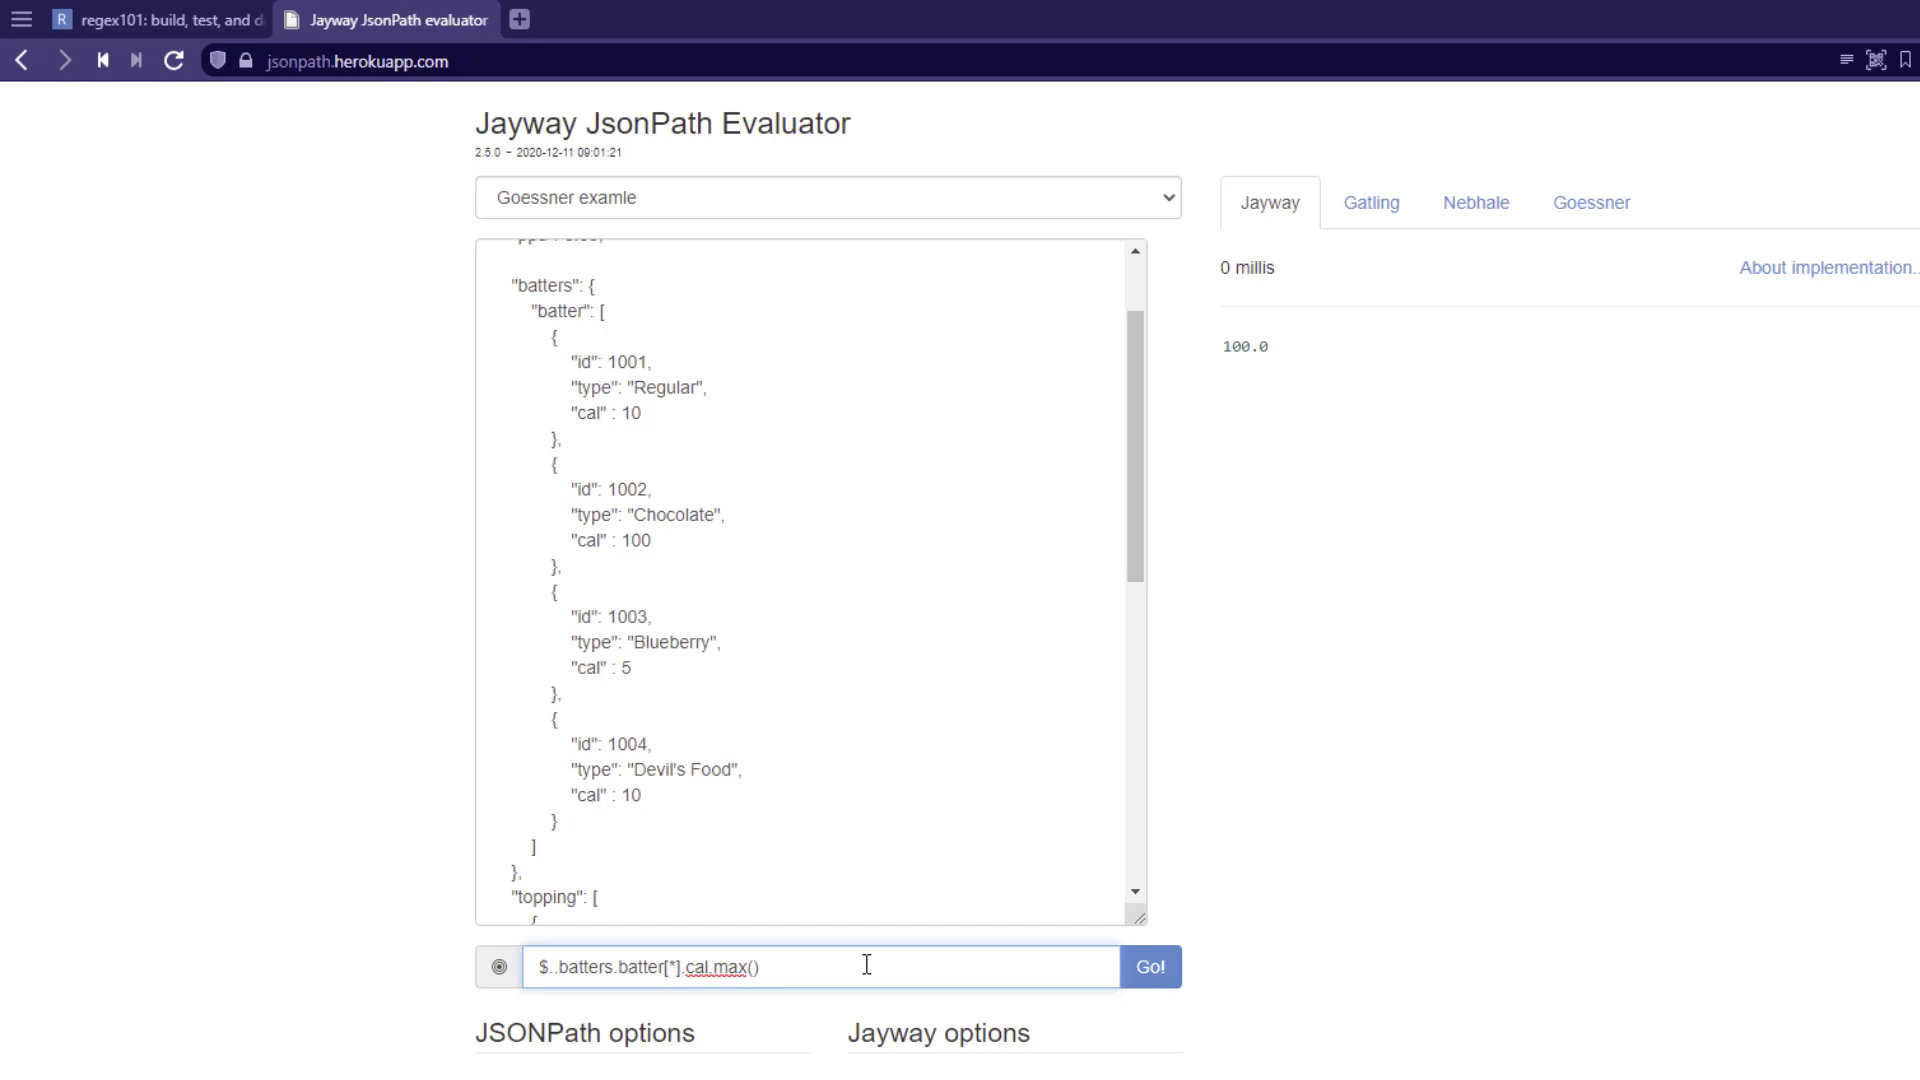 regex101: build, test, and d
Jayway JsonPath evaluator
jsonpath.herokuapp.com
Jayway JsonPath Evaluator
2.5.0 - 2020-12-11 09:01:21
Goessner examle
Jayway Gatling Nebhale Goessner
0 millis About implementation..
100.0
"batters": {
"batter": [
{
"id": 1001,
"type": "Regular",
"cal" : 10
},
{
"id": 1002,
"type": "Chocolate",
"cal" : 100
},
{
"id": 1003,
"type": "Blueberry",
"cal" : 5
},
{
"id": 1004,
"type": "Devil's Food",
"cal" : 10
}
]
},
"topping": [
{
$..batters.batter[*].cal.max()
Go!
JSONPath options
Jayway options